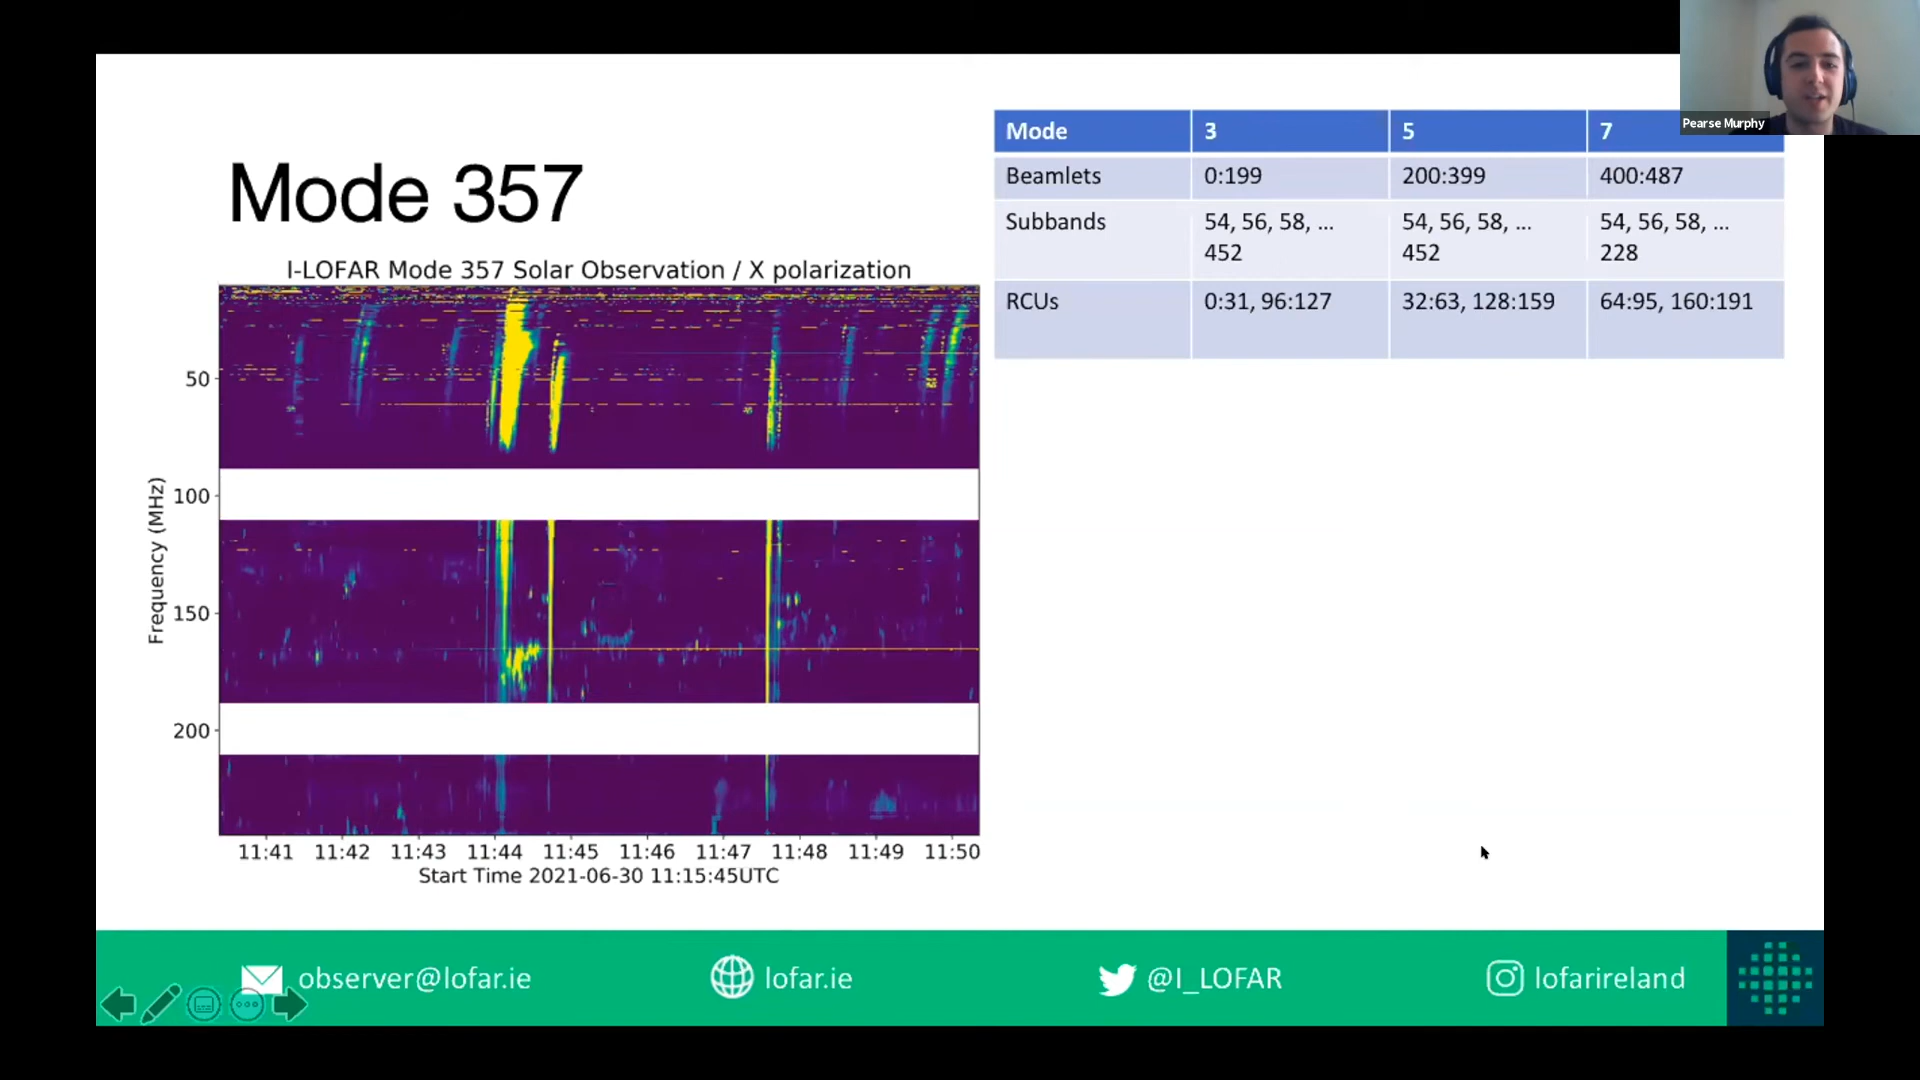 Pearse Murphy
Mode 357
Mode 3 5 7
Beamlets 0:199 200:399 400:487
Subbands 54, 56, 58, ... 54, 56, 58, ... 54, 56, 58, ...
452 452 228
RCUs 0:31, 96:127 32:63, 128:159 64:95, 160:191
I-LOFAR Mode 357 Solar Observation / X polarization
Frequency (MHz)
50
100
150
200
11:41 11:42 11:43 11:44 11:45 11:46 11:47 11:48 11:49 11:50
Start Time 2021-06-30 11:15:45UTC
observer@lofar.ie lofar.ie @I_LOFAR lofarireland